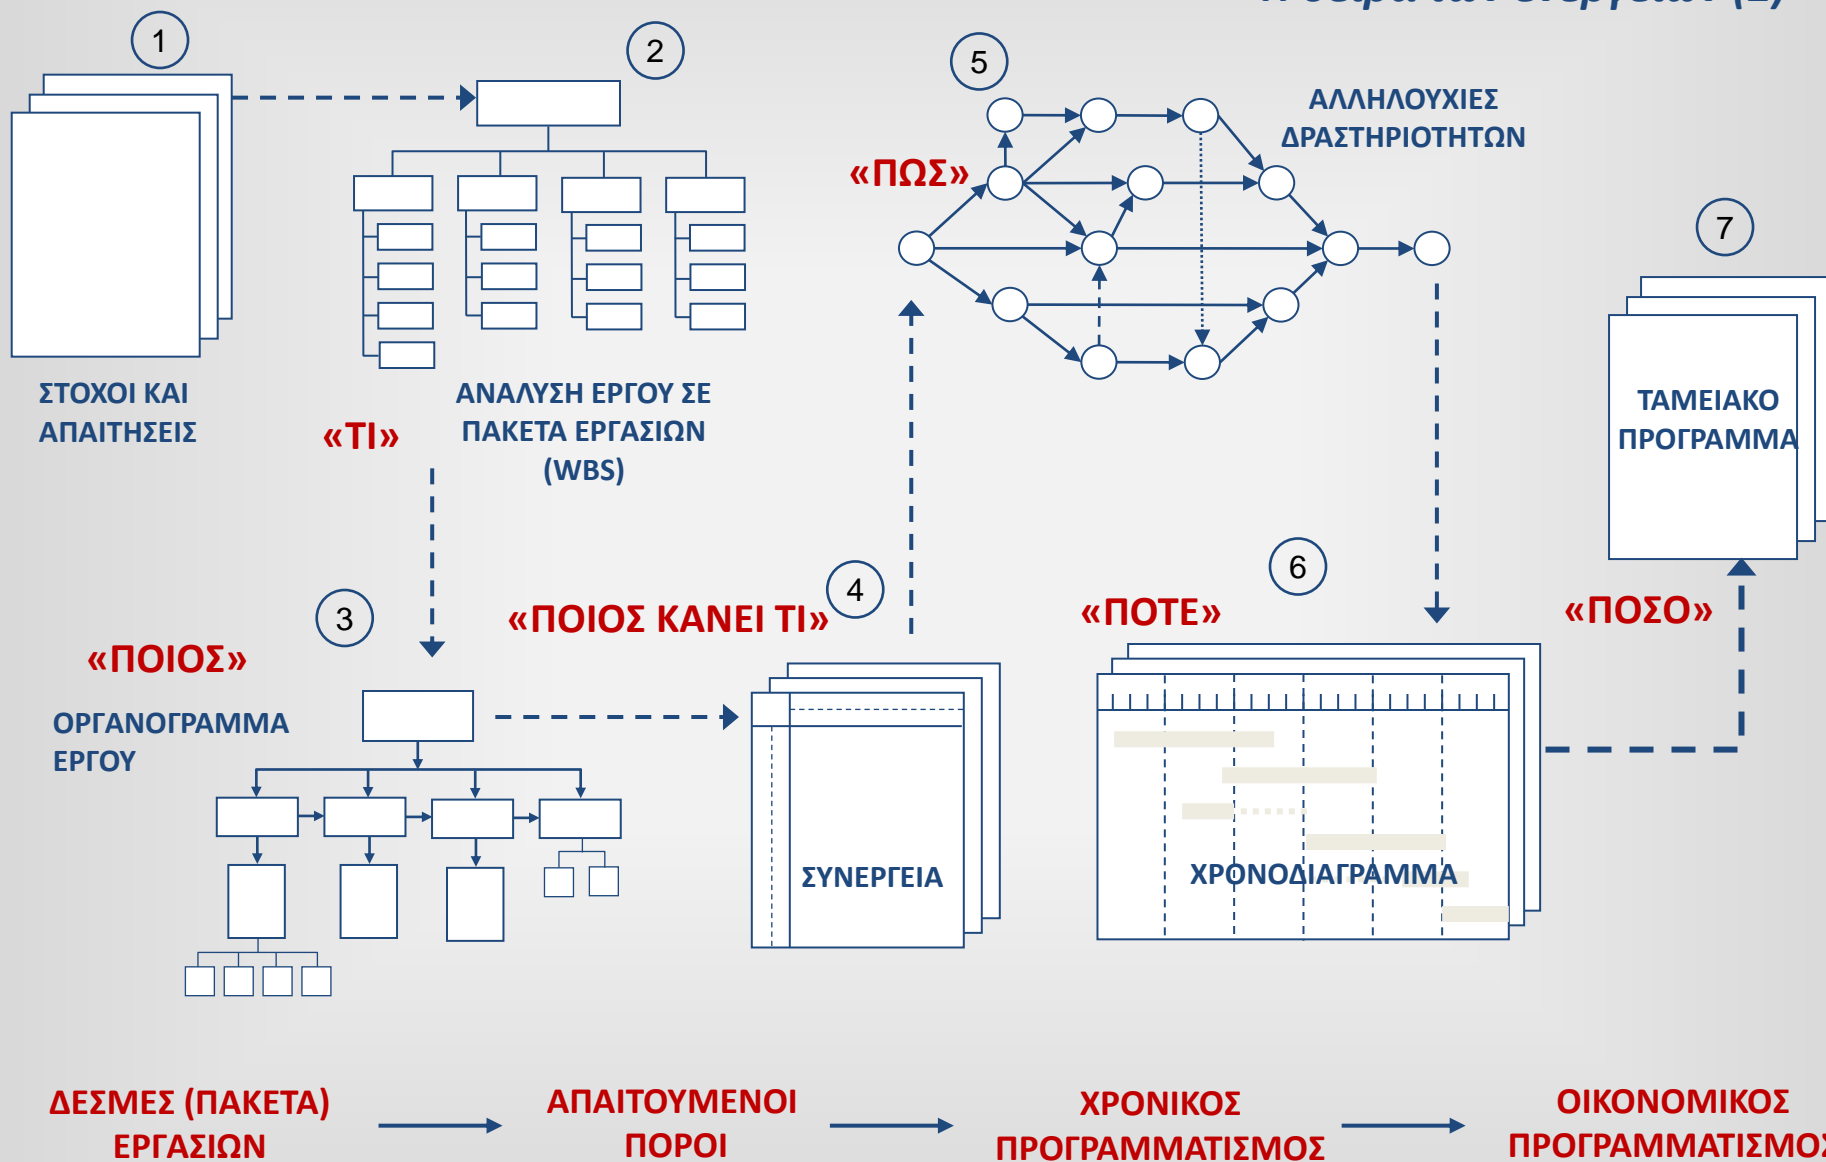 1
2
5
ΑΛΛΗΛΟΥΧΙΕΣ
ΔΡΑΣΤΗΡΙΟΤΗΤΩΝ
«ΠΩΣ»
7
ΣΤΟΧΟΙ ΚΑΙ
ΑΠΑΙΤΗΣΕΙΣ
«ΤΙ»
ΑΝΑΛΥΣΗ ΕΡΓΟΥ ΣΕ
ΠΑΚΕΤΑ ΕΡΓΑΣΙΩΝ
(WBS)
ΤΑΜΕΙΑΚΟ
ΠΡΟΓΡΑΜΜΑ
3
«ΠΟΙΟΣ ΚΑΝΕΙ ΤΙ»
4
«ΠΟΤΕ»
6
«ΠΟΣΟ»
«ΠΟΙΟΣ»
ΟΡΓΑΝΟΓΡΑΜΜΑ
ΕΡΓΟΥ
ΣΥΝΕΡΓΕΙΑ
ΧΡΟΝΟΔΙΑΓΡΑΜΜΑ
ΔΕΣΜΕΣ (ΠΑΚΕΤΑ)
ΕΡΓΑΣΙΩΝ
ΑΠΑΙΤΟΥΜΕΝΟΙ
ΠΟΡΟΙ
ΧΡΟΝΙΚΟΣ
ΠΡΟΓΡΑΜΜΑΤΙΣΜΟΣ
ΟΙΚΟΝΟΜΙΚΟΣ
ΠΡΟΓΡΑΜΜΑΤΙΣΜΟΣ